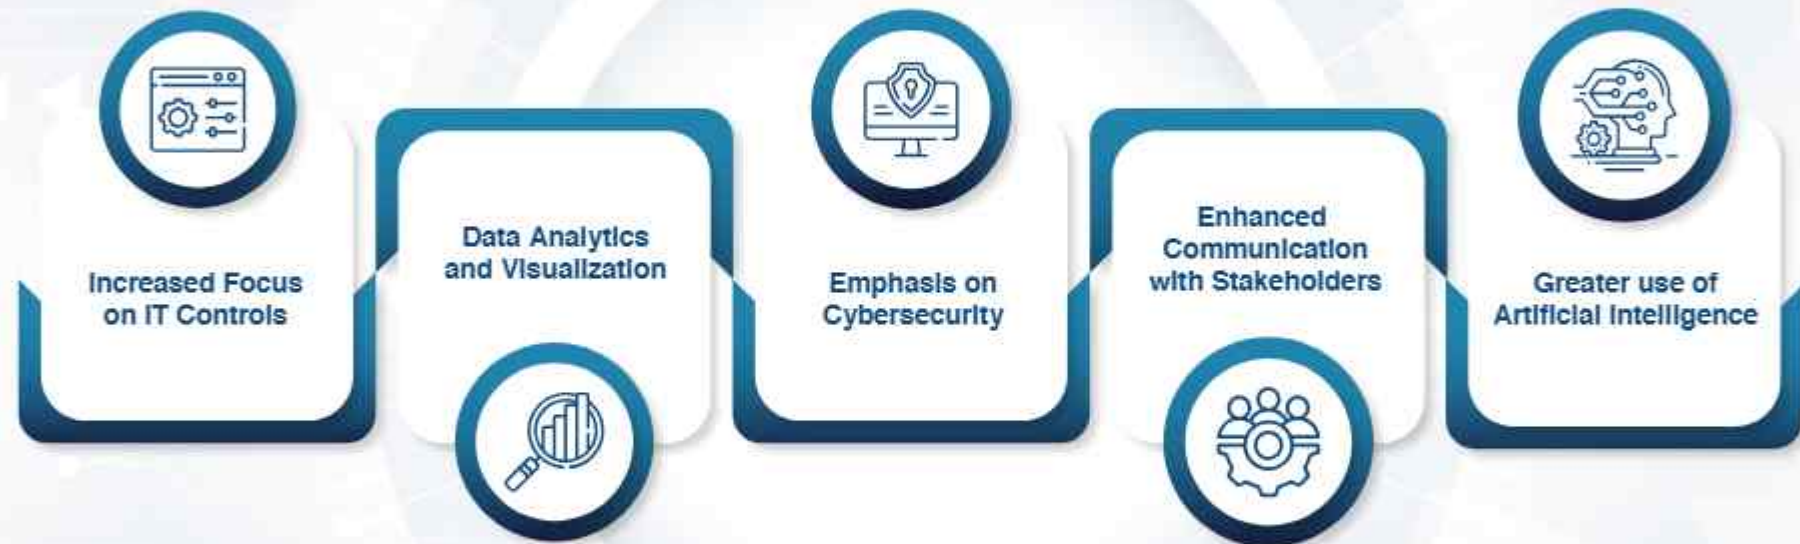 Increased Focus
on IT Controls
Data Analytics
and Visualization
Emphasis on
Cybersecurity
Enhanced
Communication
with Stakeholders
Greater use of
Artificial Intelligence